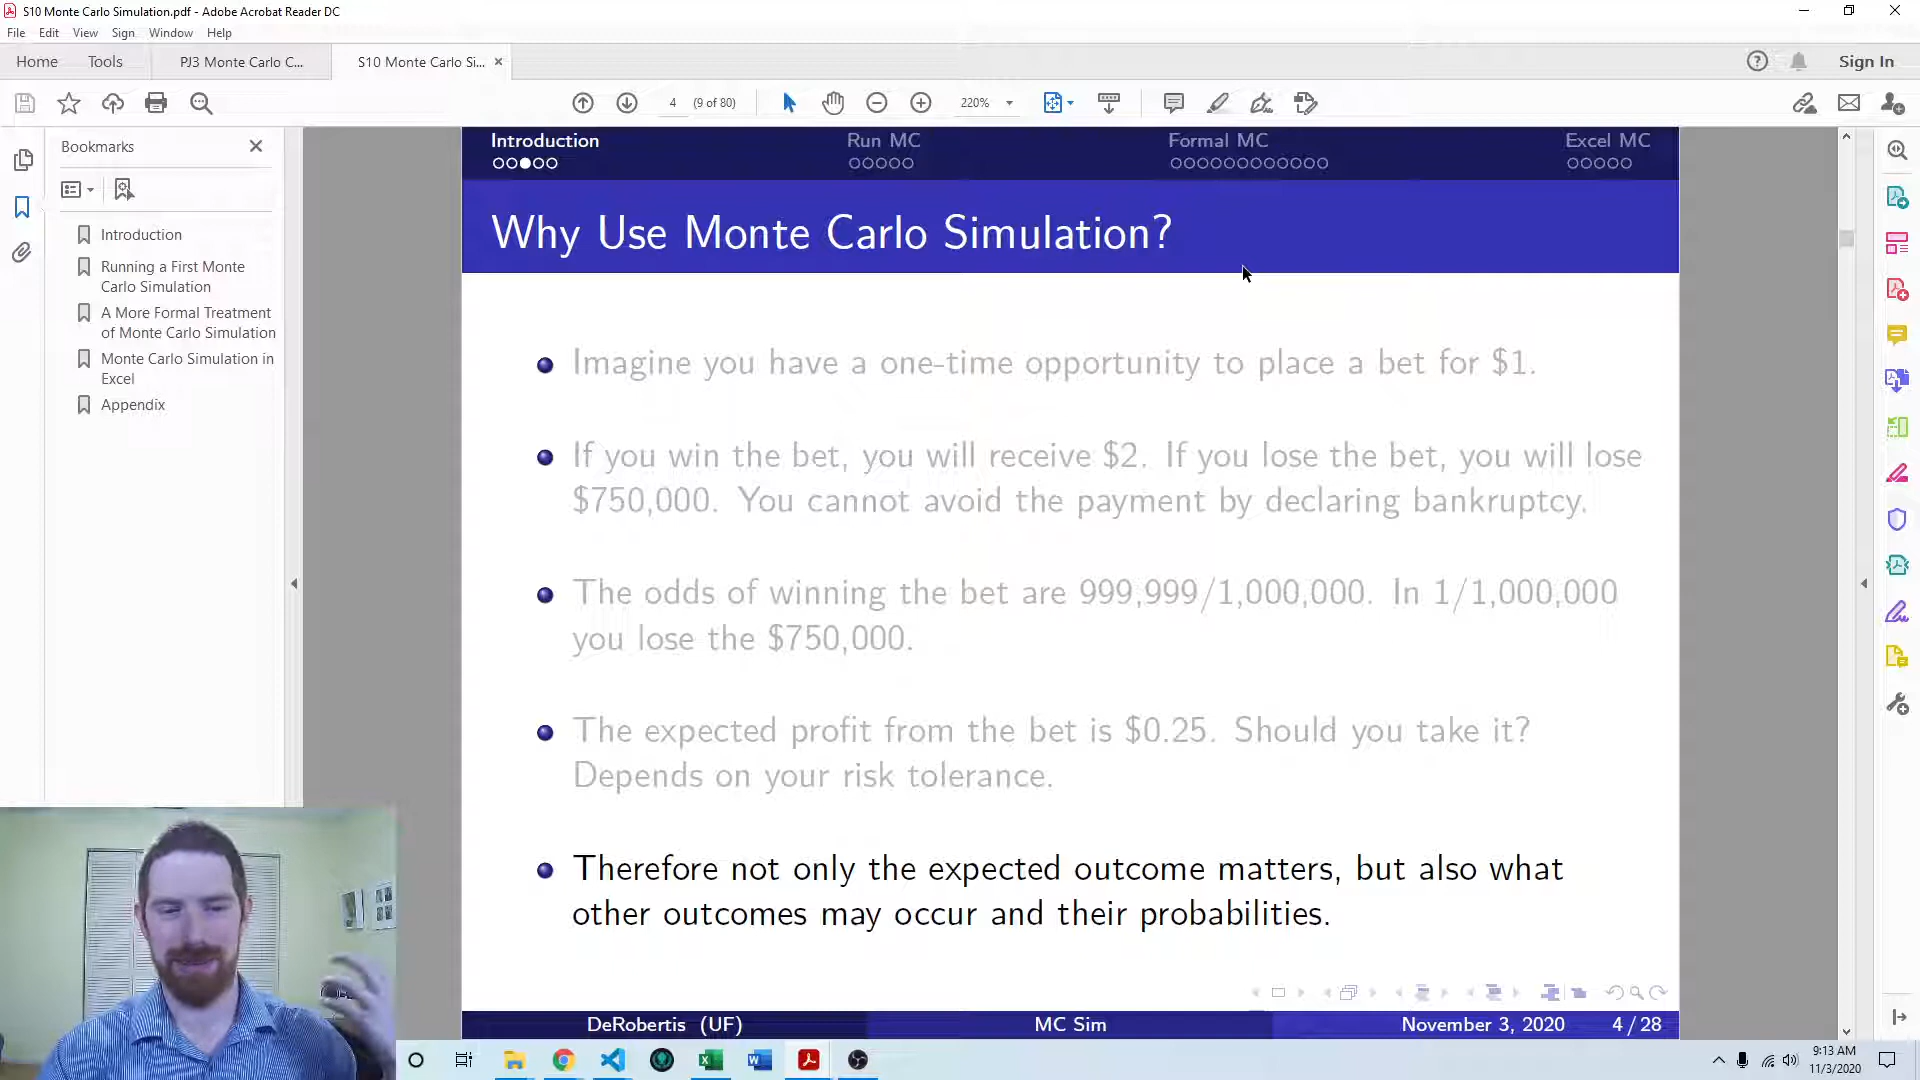 S10 Monte Carlo Simulation.pdf - Adobe Acrobat Reader DC
File Edit View Sign Window Help
Home Tools PJ3 Monte Carlo C... S10 Monte Carlo Si... Sign In
4 (9 of 80) 220%
Bookmarks
Introduction
Running a First Monte
Carlo Simulation
A More Formal Treatment
of Monte Carlo Simulation
Monte Carlo Simulation in
Excel
Appendix
Introduction Run MC Formal MC Excel MC
Why Use Monte Carlo Simulation?
Imagine you have a one-time opportunity to place a bet for $1.
If you win the bet, you will receive $2. If you lose the bet, you will lose
$750,000. You cannot avoid the payment by declaring bankruptcy.
The odds of winning the bet are 999,999/1,000,000. In 1/1,000,000
you lose the $750,000.
The expected profit from the bet is $0.25. Should you take it?
Depends on your risk tolerance.
Therefore not only the expected outcome matters, but also what
other outcomes may occur and their probabilities.
DeRobertis (UF) MC Sim November 3, 2020 4 / 28
9:13 AM
11/3/2020